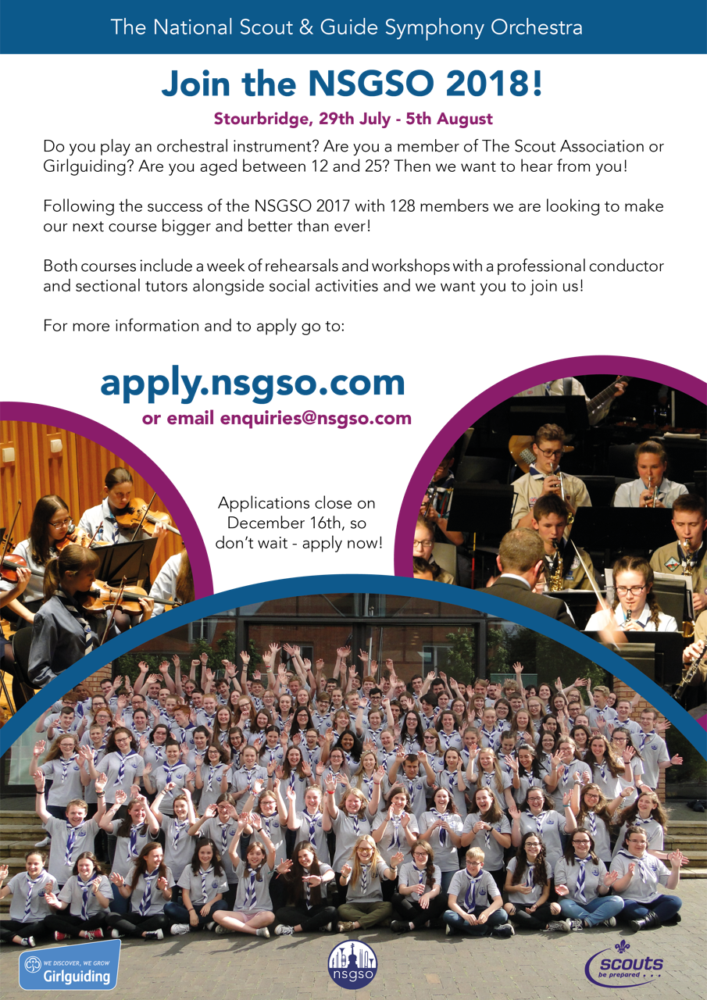 The National Scout & Guide Symphony Orchestra
Join the NSGSO 2018!
Stourbridge, 29th July - 5th August
Do you play an orchestral instrument? Are you a member of The Scout Association or
Girlguiding? Are you aged between 12 and 25? Then we want to hear from you!
Following the success of the NSGSO 2017 with 128 members we are looking to make
our next course bigger and better than ever!
Both courses include a week of rehearsals and workshops with a professional conductor
and sectional tutors alongside social activities and we want you to join us!
For more information and to apply go to:
apply.nsgso.com
or email enquiries@nsgso.com
Applications close on
December 16th, so
don't wait - apply now!
WE DISCOVER, WE GROW
Girlguiding
nsgso
scouts
be prepared . . .